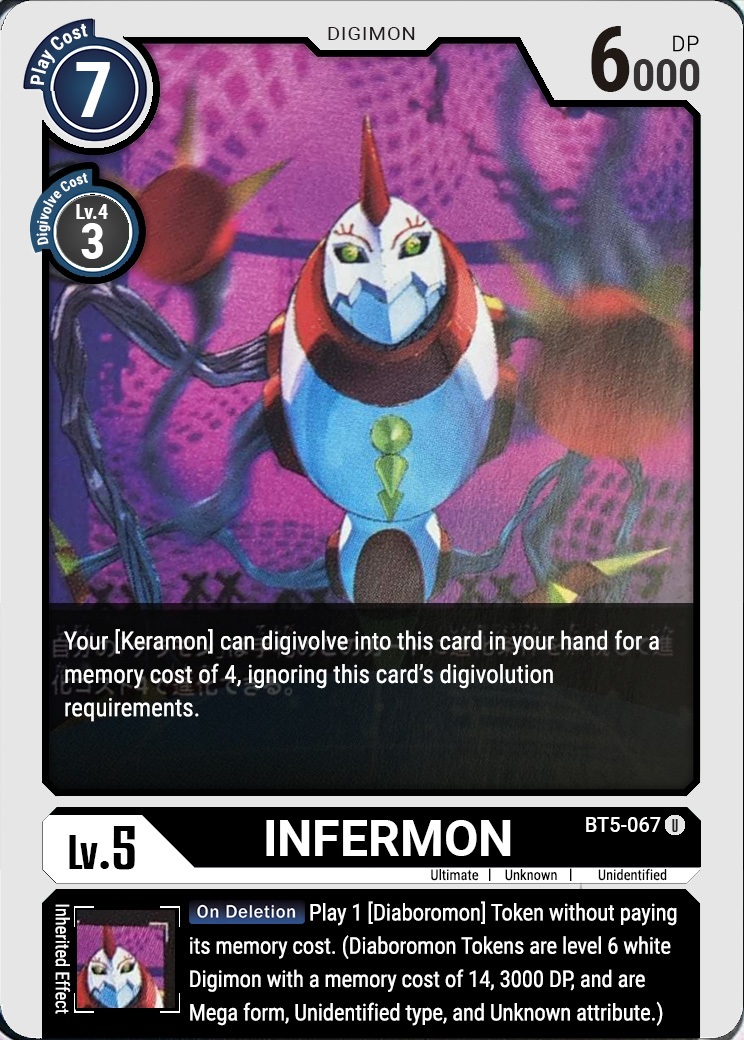 DIGIMON
Play Cost
7
6000
DP
Digivolve Cost
Lv.4
3
Your [Keramon] can digivolve into this card in your hand for a
memory cost of 4, ignoring this card's digivolution
requirements.
Lv.5
INFERMON
BT5-067 U
Ultimate | Unknown | Unidentified
Inherited Effect
On Deletion Play 1 [Diaboromon] Token without paying
its memory cost. (Diaboromon Tokens are level 6 white
Digimon with a memory cost of 14, 3000 DP, and are
Mega form, Unidentified type, and Unknown attribute.)